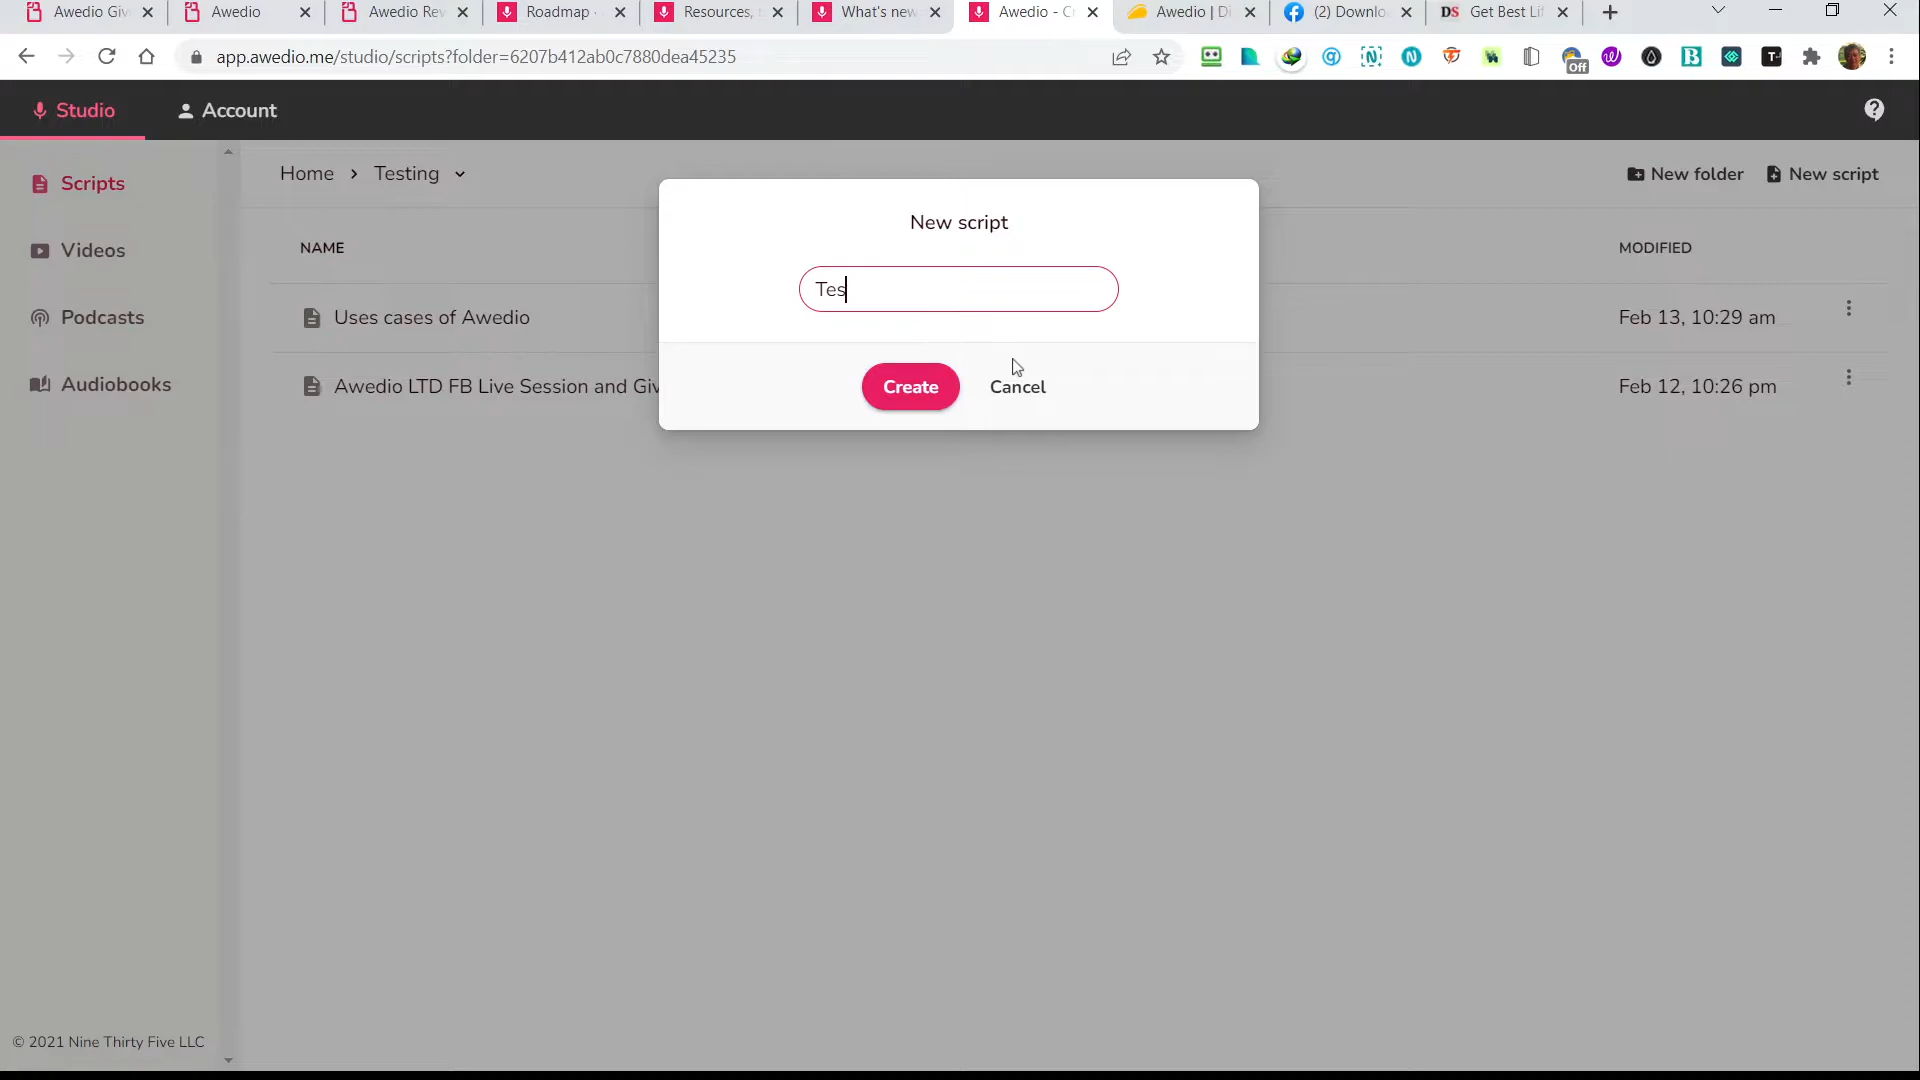 Awedio Giv
Awedio
Awedio Rev
Roadmap -
Resources,
What's new
Awedio - Cr
Awedio | Di
(2) Downlo
DS Get Best Lif
app.awedio.me/studio/scripts?folder=6207b412ab0c7880dea45235
Off
Studio
Account
Scripts
Videos
Podcasts
Audiobooks
Home > Testing
New folder
New script
NAME
MODIFIED
Uses cases of Awedio
Feb 13, 10:29 am
Awedio LTD FB Live Session and Giv
Feb 12, 10:26 pm
New script
Tes
Create
Cancel
© 2021 Nine Thirty Five LLC